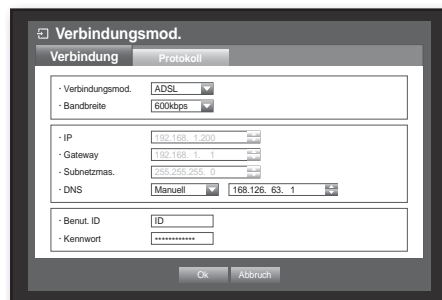 Verbindungsmod.
Verbindung Protokoll
· Verbindungsmod. ADSL
· Bandbreite 600kbps
· IP 192.168. 1.200
· Gateway 192.168. 1. 1
· Subnetzmas. 255.255.255. 0
· DNS Manuell 168.126. 63. 1
· Benut. ID ID
· Kennwort ************
Ok Abbruch